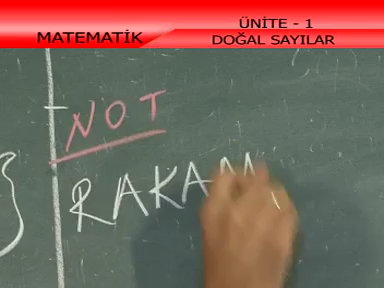 MATEMATİK
ÜNİTE - 1
DOĞAL SAYILAR
NOT
RAKAM